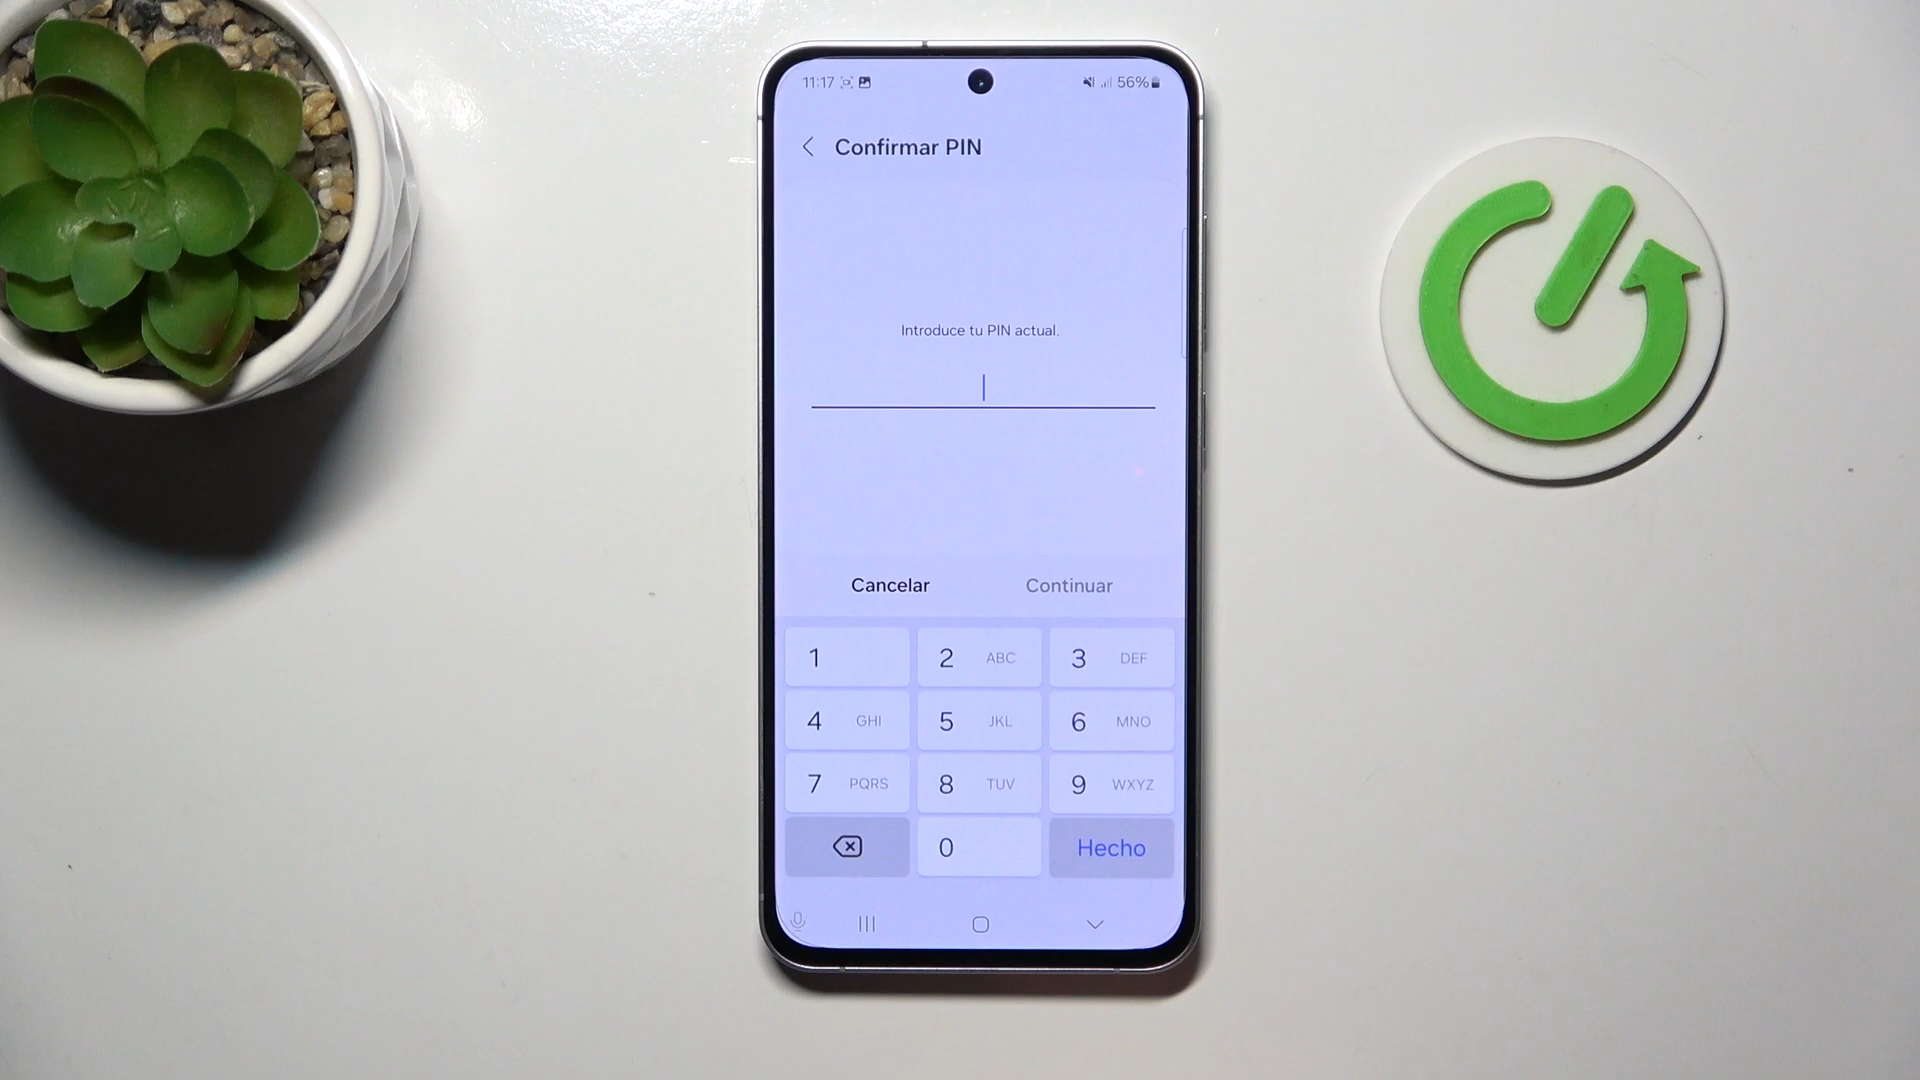 11:17 56%
Confirmar PIN
Introduce tu PIN actual.
Cancelar Continuar
1 2 ABC 3 DEF
4 GHI 5 JKL 6 MNO
7 PQRS 8 TUV 9 WXYZ
0 Hecho